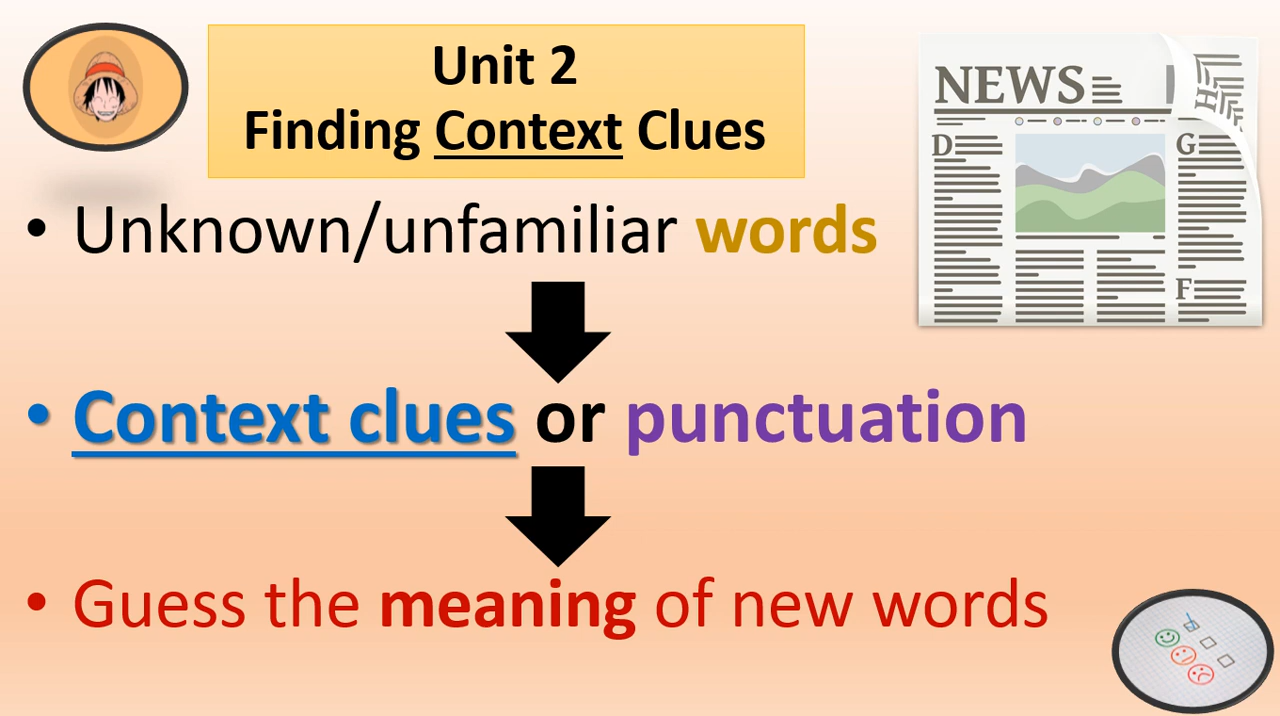 Unit 2
Finding Context Clues
NEWS
D
G
F
• Unknown/unfamiliar words
• Context clues or punctuation
• Guess the meaning of new words